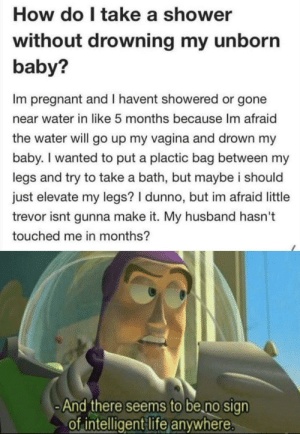 How do I take a shower
without drowning my unborn
baby?
Im pregnant and I havent showered or gone
near water in like 5 months because Im afraid
the water will go up my vagina and drown my
baby. I wanted to put a plactic bag between my
legs and try to take a bath, but maybe i should
just elevate my legs? I dunno, but im afraid little
trevor isnt gunna make it. My husband hasn't
touched me in months?
-And there seems to be no sign
of intelligent life anywhere.